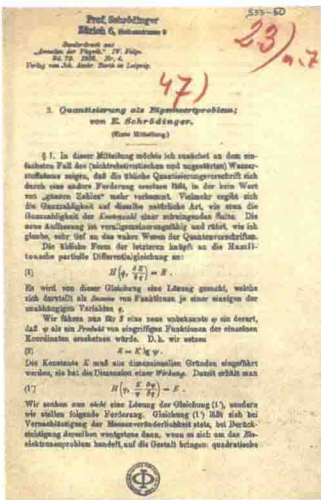 Prof. Schrödinger
Zürich 6, Huttenstrasse 9
Sonderdruck aus
„Annalen der Physik." IV. Folge.
Bd. 79. 1926. Nr. 4.
Verlag von Joh. Ambr. Barth in Leipzig.
23)
n. 7
47)
2. Quantisierung als Eigenwertproblem;
von E. Schrödinger.
(Erste Mitteilung.)
§ 1. In dieser Mitteilung möchte ich zunächst an dem ein-
fachsten Fall des (nichtrelativistischen und ungestörten) Wasser-
stoffatoms zeigen, daß die übliche Quantisierungsvorschrift sich
durch eine andere Forderung ersetzen läßt, in der kein Wort
von „ganzen Zahlen" mehr vorkommt. Vielmehr ergibt sich
die Ganzzahligkeit auf dieselbe natürliche Art, wie etwa die
Ganzzahligkeit der Knotenzahl einer schwingenden Saite. Die
neue Auffassung ist verallgemeinerungsfähig und rührt, wie ich
glaube, sehr tief an das wahre Wesen der Quantenvorschriften.
Die übliche Form der letzteren knüpft an die Hamil-
tonsche partielle Differentialgleichung an:
(1) H(q, ∂S/∂q) = E.
Es wird von dieser Gleichung eine Lösung gesucht, welche
sich darstellt als Summe von Funktionen je einer einzigen der
unabhängigen Variablen q.
Wir führen nun für S eine neue unbekannte ψ ein derart,
daß ψ als ein Produkt von eingriffigen Funktionen der einzelnen
Koordinaten erscheinen würde. D. h. wir setzen
(2) S = K lg ψ.
Die Konstante K muß aus dimensionellen Gründen eingeführt
werden, sie hat die Dimension einer Wirkung. Damit erhält man
(1') H(q, K/ψ ∂ψ/∂q) = E.
Wir suchen nun nicht eine Lösung der Gleichung (1'), sondern
wir stellen folgende Forderung. Gleichung (1') läßt sich bei
Vernachlässigung der Massenveränderlichkeit stets, bei Berück-
sichtigung derselben wenigstens dann, wenn es sich um das Ein-
elektronenproblem handelt, auf die Gestalt bringen: quadratische